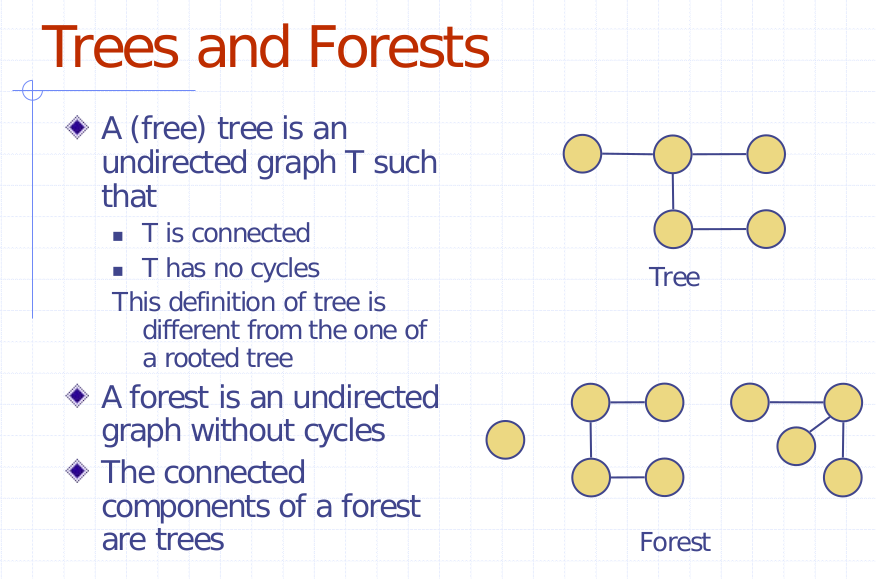 Trees and Forests
A (free) tree is an
undirected graph T such
that
T is connected
T has no cycles
This definition of tree is
different from the one of
a rooted tree
A forest is an undirected
graph without cycles
The connected
components of a forest
are trees
Tree
Forest